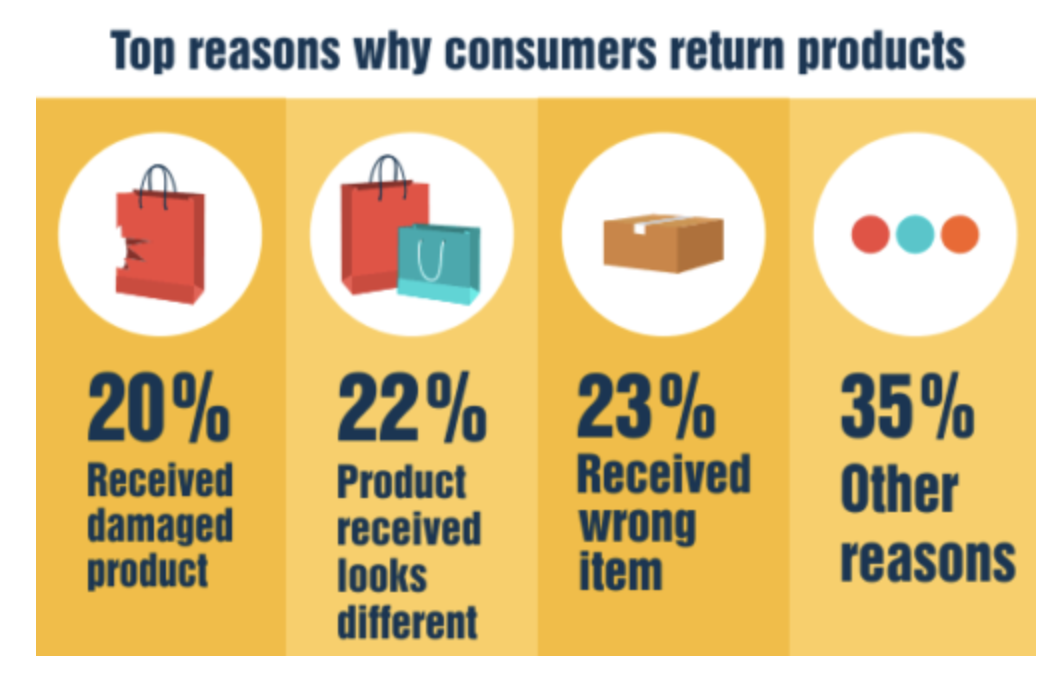 Top reasons why consumers return products
20%
Received
damaged
product
22%
Product
received
looks
different
23%
Received
wrong
item
35%
Other
reasons